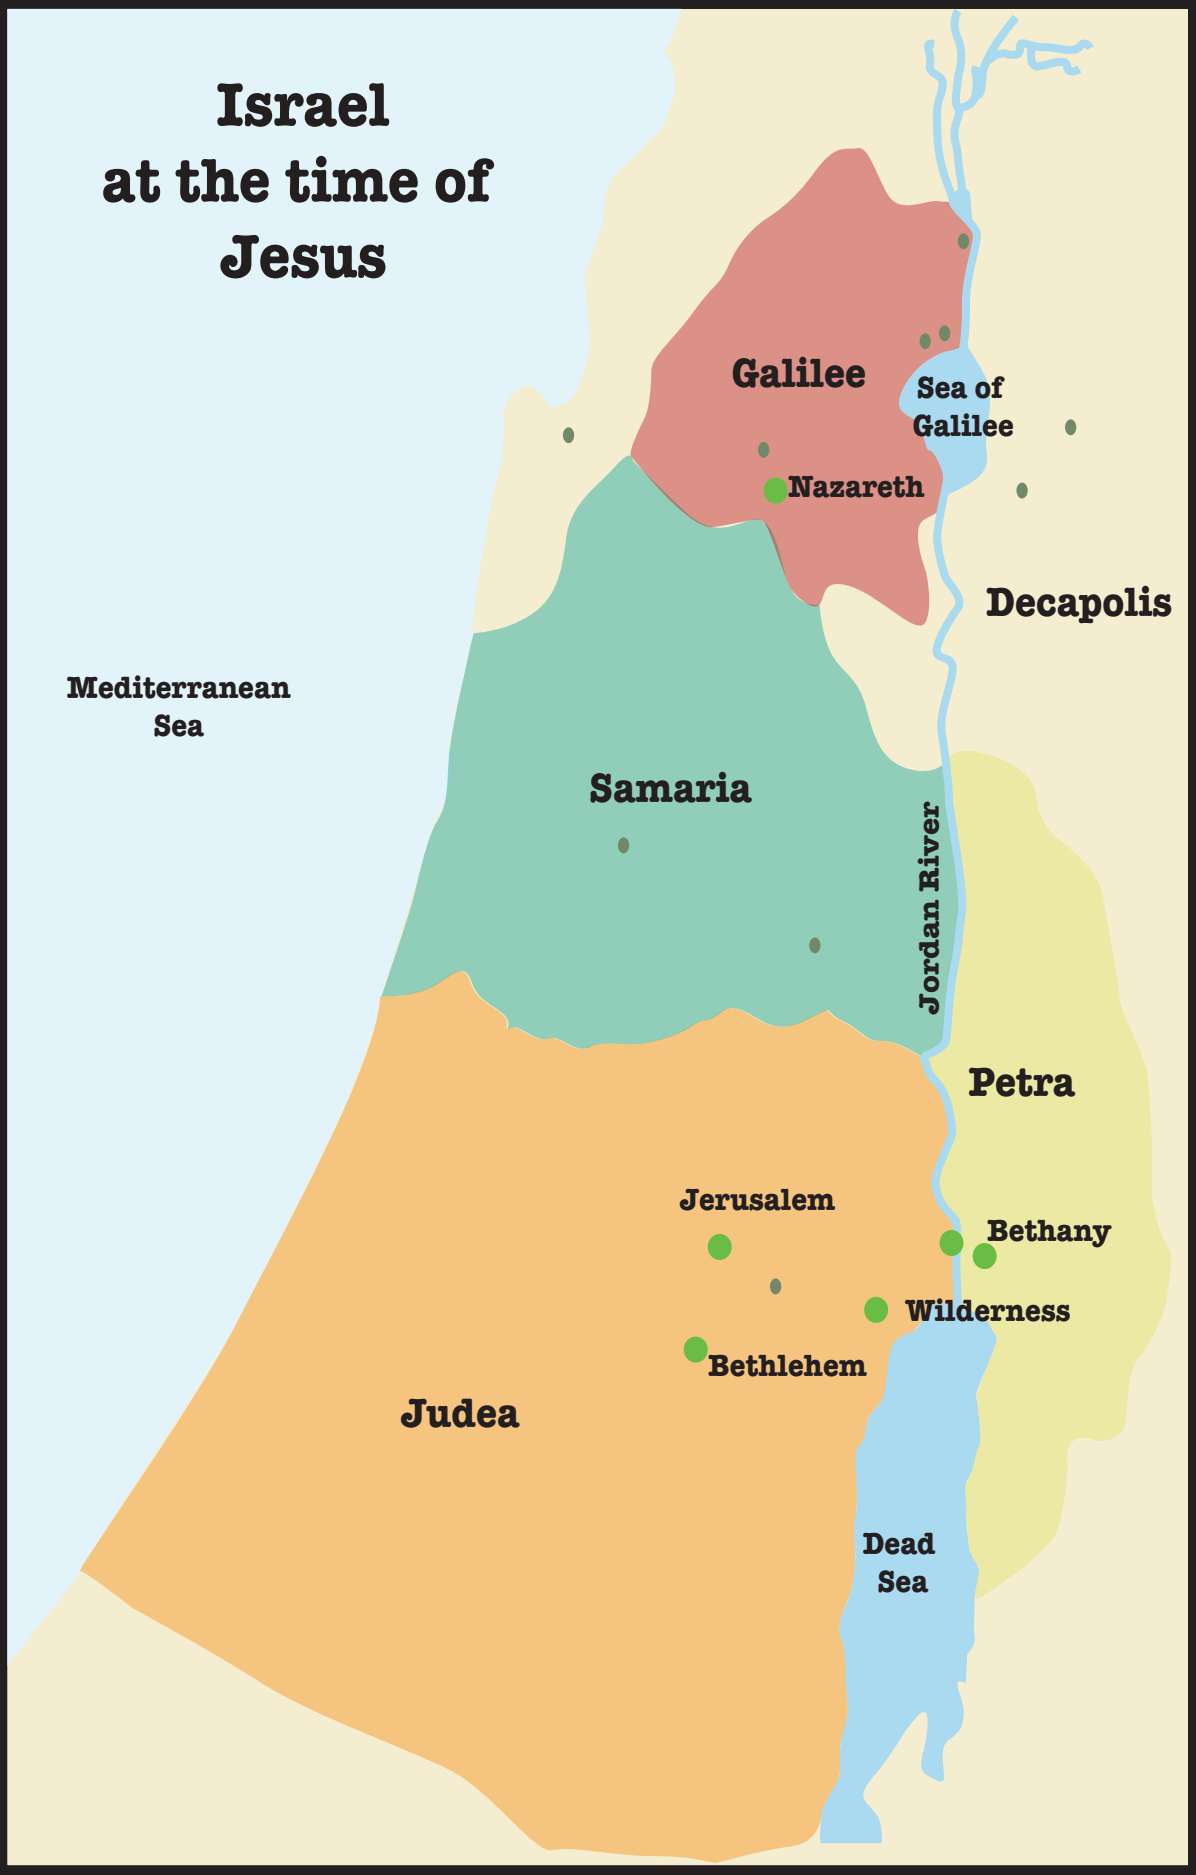 Israel
at the time of
Jesus
Galilee
Sea of
Galilee
Nazareth
Decapolis
Mediterranean
Sea
Samaria
Jordan River
Petra
Jerusalem
Bethany
Wilderness
Bethlehem
Judea
Dead
Sea